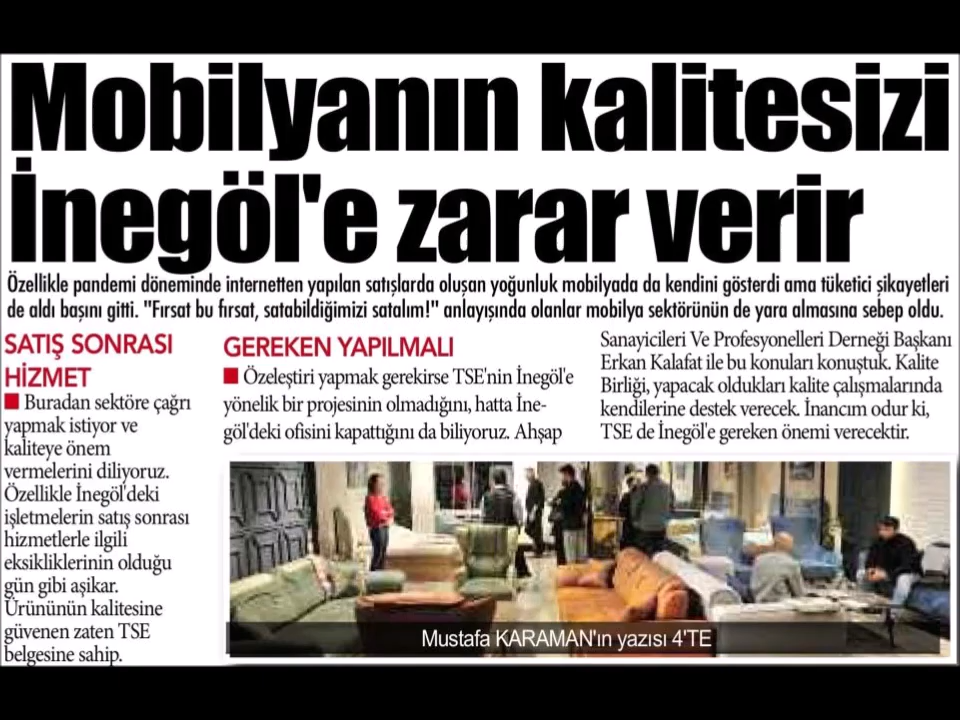 Mobilyanın kalitesizi
İnegöl'e zarar verir
Özellikle pandemi döneminde internetten yapılan satışlarda oluşan yoğunluk mobilyada da kendini gösterdi ama tüketici şikayetleri
de aldı başını gitti. "Fırsat bu fırsat, satabildiğimizi satalım!" anlayışında olanlar mobilya sektörünün de yara almasına sebep oldu.
SATIŞ SONRASI
HİZMET
■ Buradan sektöre çağrı
yapmak istiyor ve
kaliteye önem
vermelerini diliyoruz.
Özellikle İnegöl'deki
işletmelerin satış sonrası
hizmetlerle ilgili
eksikliklerinin olduğu
gün gibi aşikar.
Ürününün kalitesine
güvenen zaten TSE
belgesine sahip.
GEREKEN YAPILMALI
■ Özeleştiri yapmak gerekirse TSE'nin İnegöl'e
yönelik bir projesinin olmadığını, hatta İne-
göl'deki ofisini kapattığını da biliyoruz. Ahşap
Sanayicileri Ve Profesyonelleri Derneği Başkanı
Erkan Kalafat ile bu konuları konuştuk. Kalite
Birliği, yapacak oldukları kalite çalışmalarında
kendilerine destek verecek. İnancım odur ki,
TSE de İnegöl'e gereken önemi verecektir.
Mustafa KARAMAN'ın yazısı 4'TE